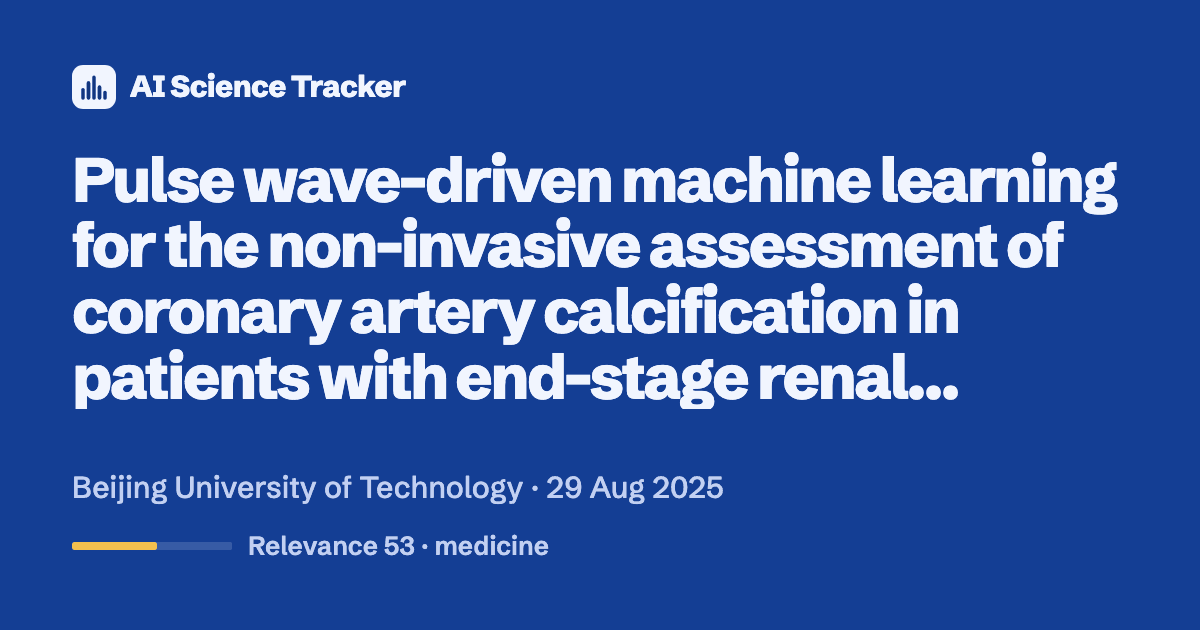 AI Science Tracker
Pulse wave-driven machine learning
for the non-invasive assessment of
coronary artery calcification in
patients with end-stage renal...
Beijing University of Technology · 29 Aug 2025
Relevance 53 · medicine